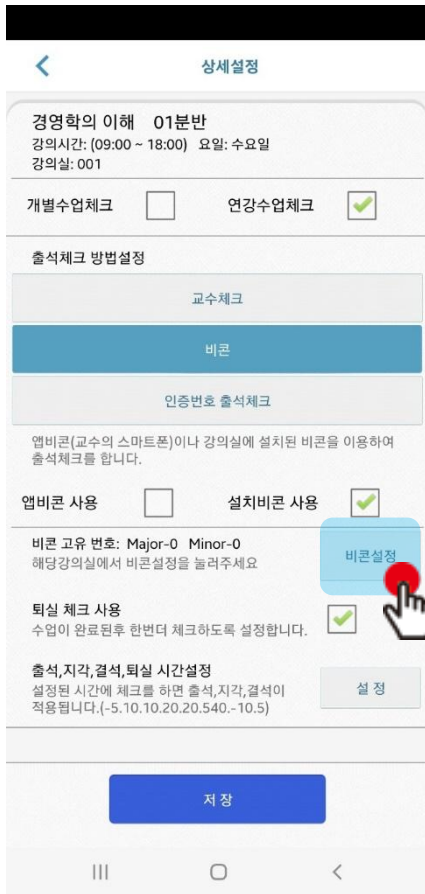 상세설정
경영학의 이해 01분반
강의시간: (09:00 ~ 18:00) 요일: 수요일
강의실: 001
개별수업체크 연강수업체크
출석체크 방법설정
교수체크
비콘
인증번호 출석체크
앱비콘(교수의 스마트폰)이나 강의실에 설치된 비콘을 이용하여
출석체크를 합니다.
앱비콘 사용 설치비콘 사용
비콘 고유 번호: Major-0 Minor-0
해당강의실에서 비콘설정을 눌러주세요
비콘설정
퇴실 체크 사용
수업이 완료된후 한번더 체크하도록 설정합니다.
출석,지각,결석,퇴실 시간설정
설정된 시간에 체크를 하면 출석,지각,결석이
적용됩니다.(-5.10.10.20.20.540.-10.5)
설 정
저 장